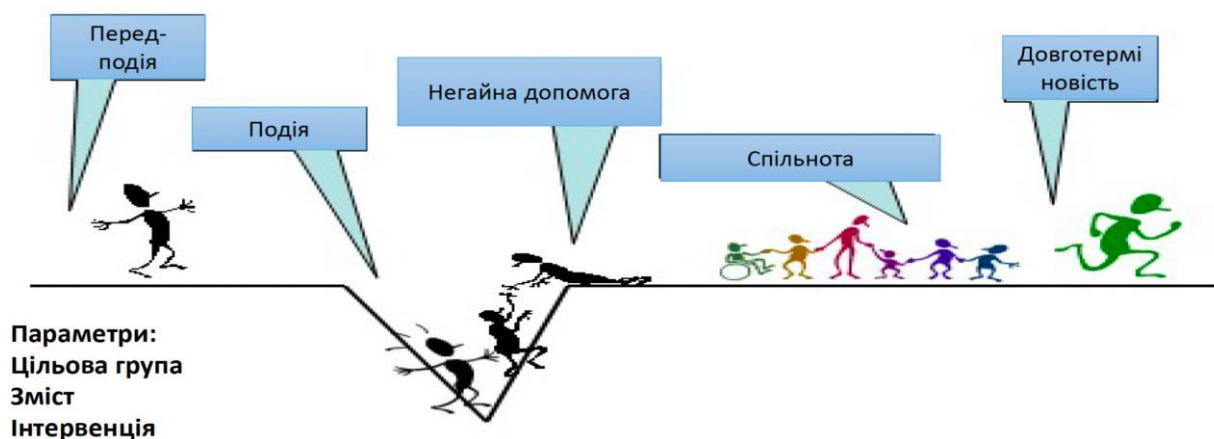 Перед-
подія
Подія
Негайна допомога
Спільнота
Довготермі
новість
Параметри:
Цільова група
Зміст
Інтервенція